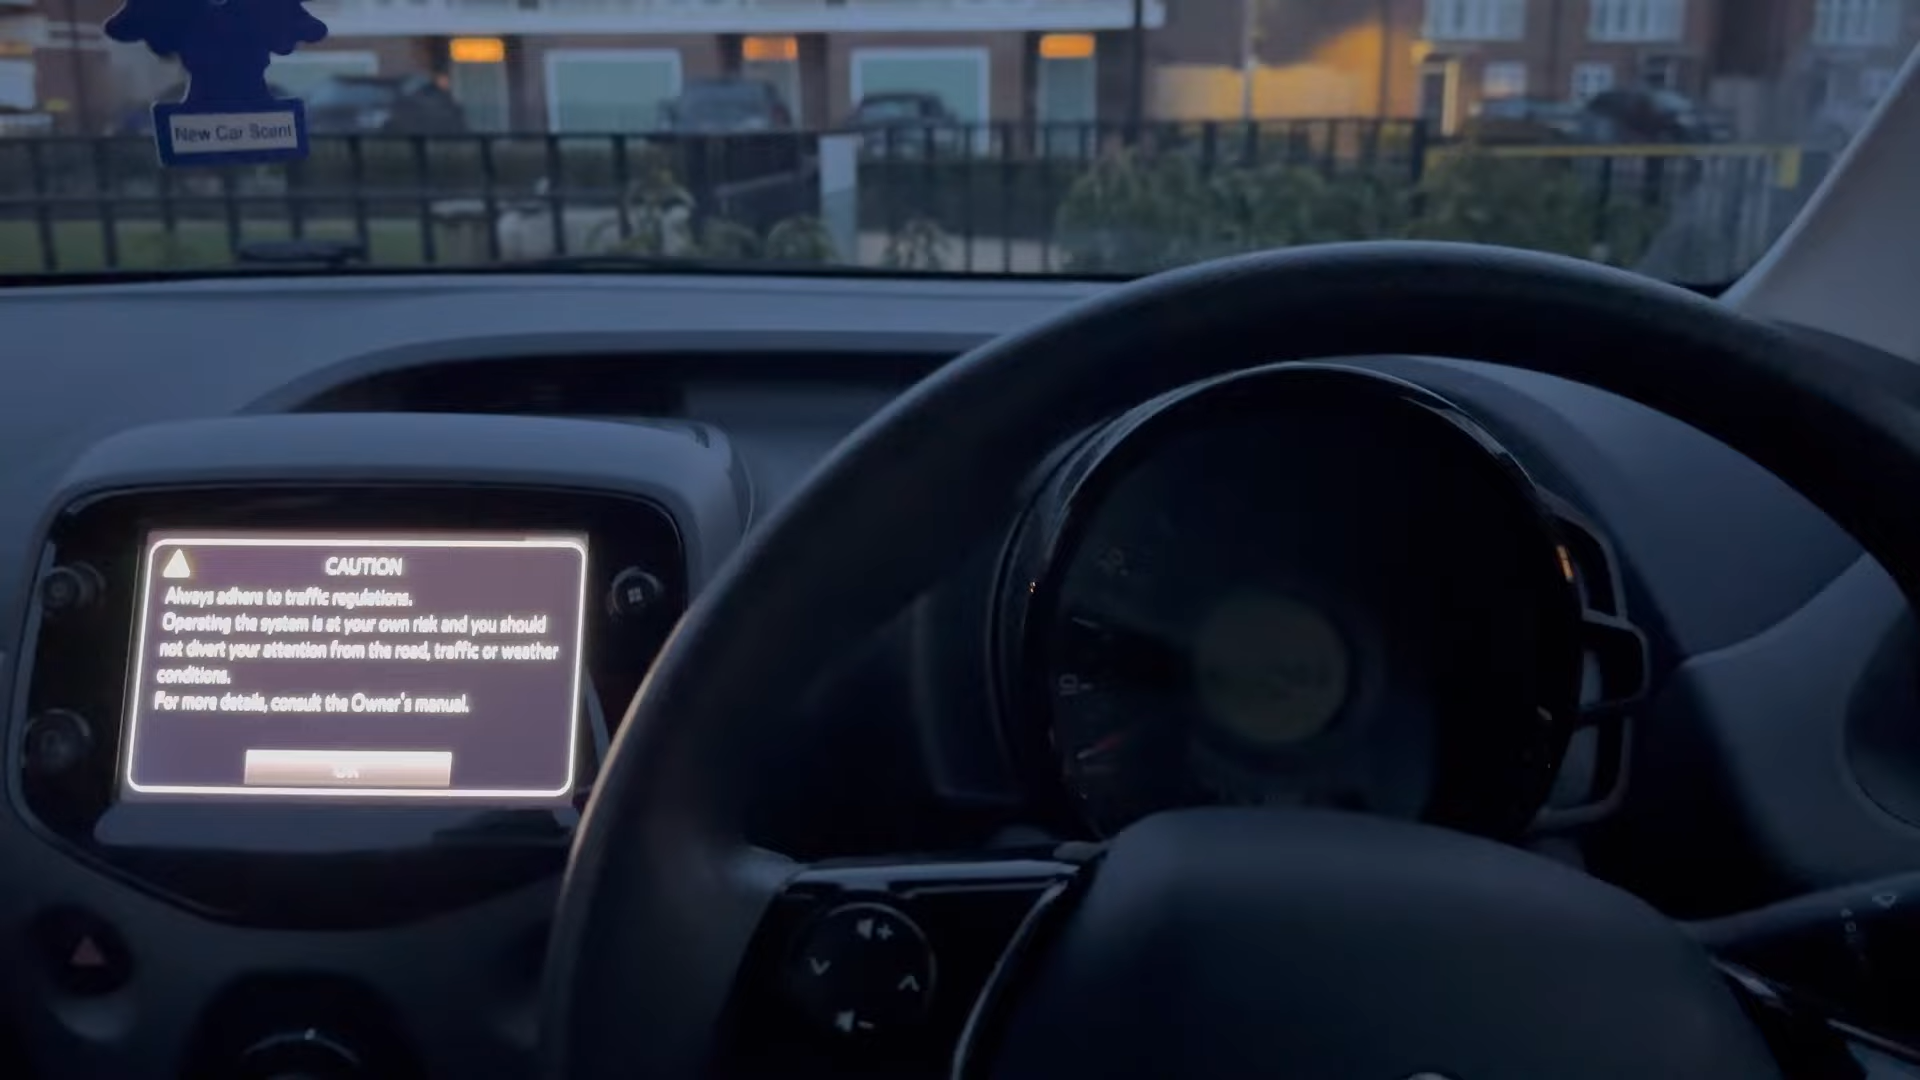 New Car Scent
CAUTION
Always adhere to traffic regulations.
Operating the system is at your own risk and you should
not divert your attention from the road, traffic or weather
conditions.
For more details, consult the Owner's manual.